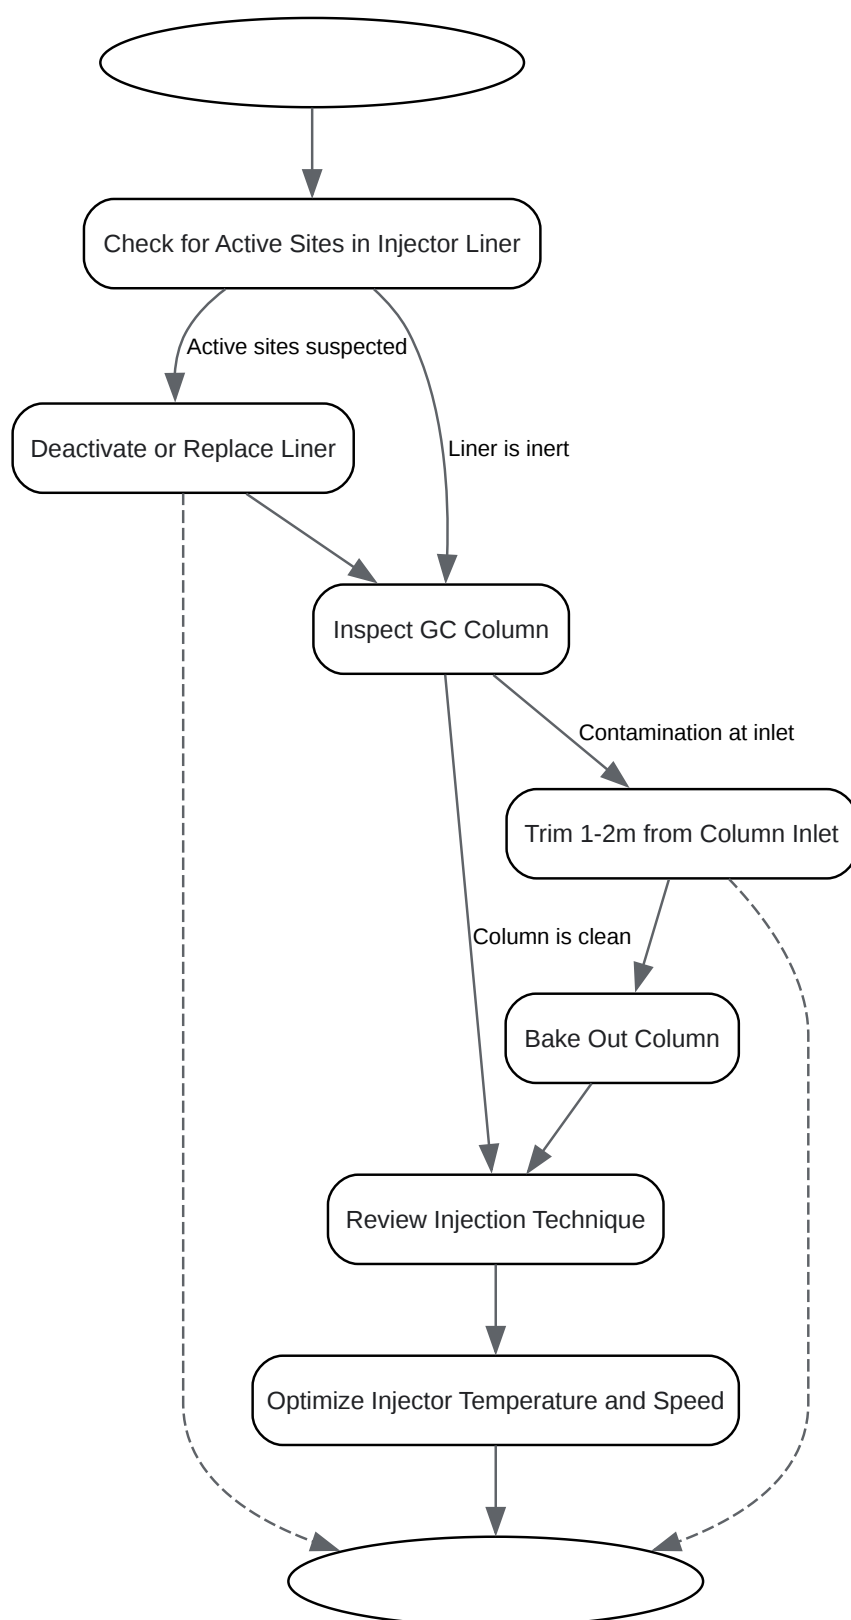 Check for Active Sites in Injector Liner
Active sites suspected
Deactivate or Replace Liner
Liner is inert
Inspect GC Column
Contamination at inlet
Trim 1-2m from Column Inlet
Column is clean
Bake Out Column
Review Injection Technique
Optimize Injector Temperature and Speed